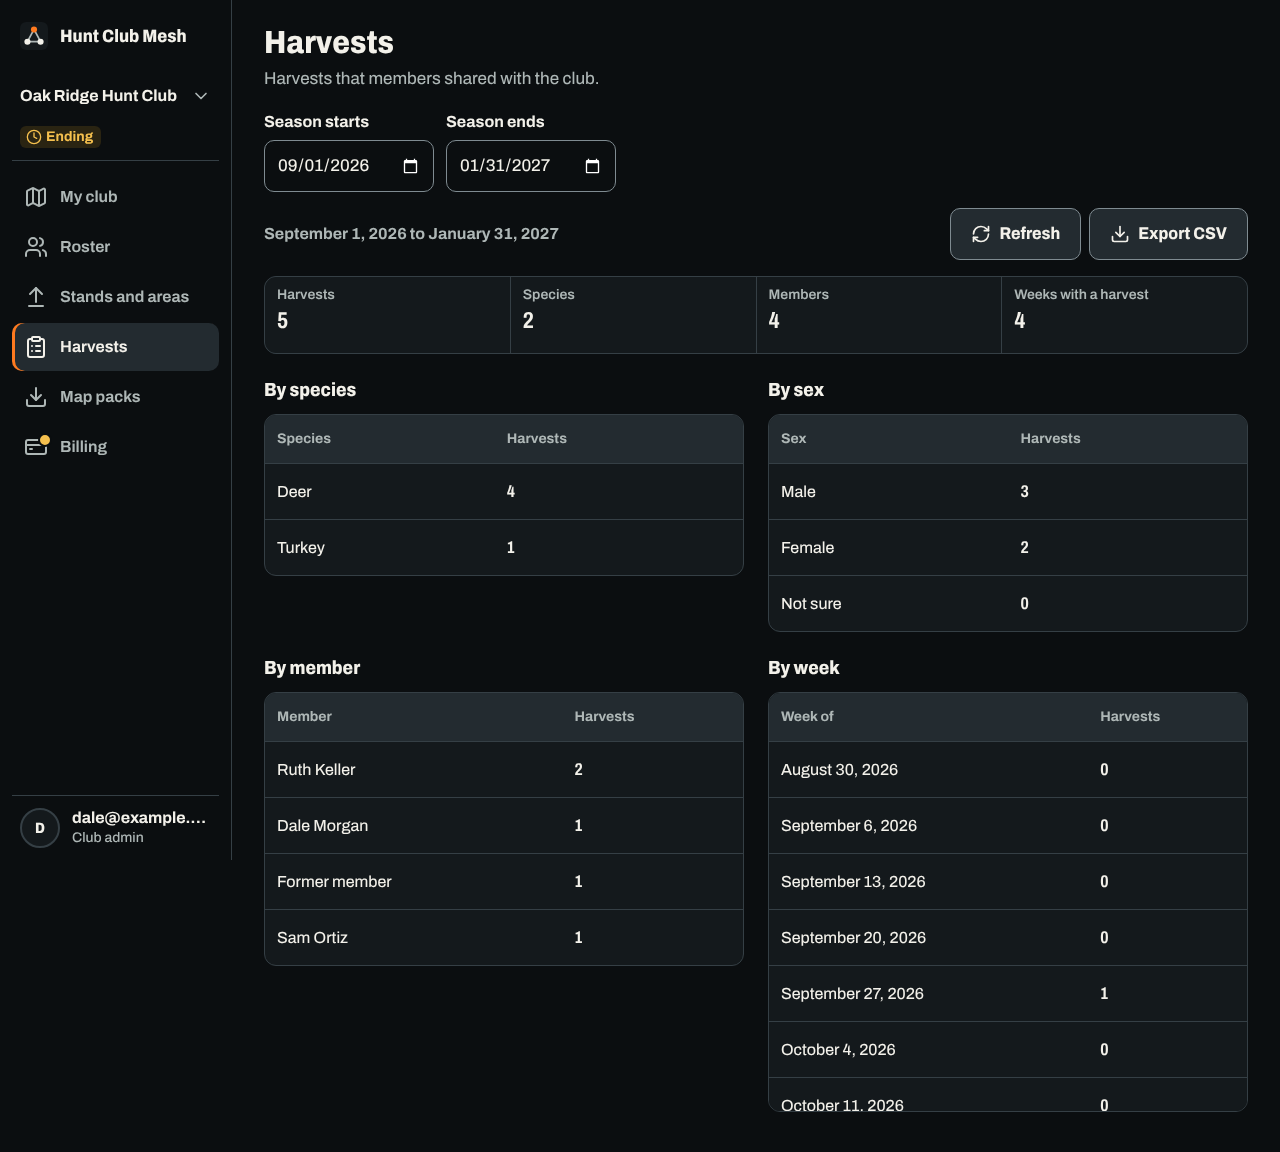 Hunt Club Mesh
Oak Ridge Hunt Club
Ending
My club
Roster
Stands and areas
Harvests
Map packs
Billing
D
dale@example....
Club admin
Harvests
Harvests that members shared with the club.
Season starts
Season ends
09/01/2026
01/31/2027
September 1, 2026 to January 31, 2027
Refresh
Export CSV
Harvests
5
Species
2
Members
4
Weeks with a harvest
4
By species
Species Harvests
Deer 4
Turkey 1
By sex
Sex Harvests
Male 3
Female 2
Not sure 0
By member
Member Harvests
Ruth Keller 2
Dale Morgan 1
Former member 1
Sam Ortiz 1
By week
Week of Harvests
August 30, 2026 0
September 6, 2026 0
September 13, 2026 0
September 20, 2026 0
September 27, 2026 1
October 4, 2026 0
October 11, 2026 0